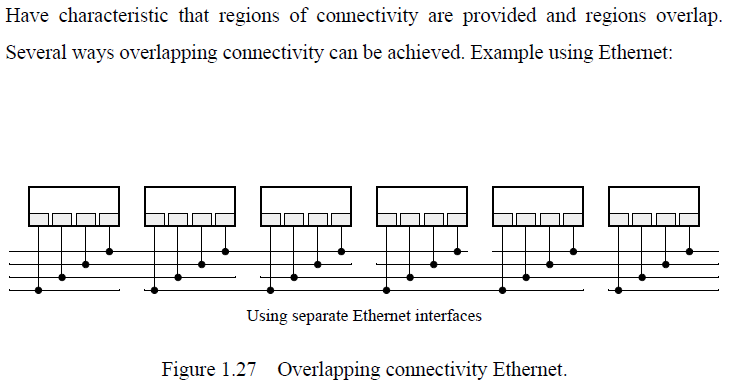 Have characteristic that regions of connectivity are provided and regions overlap.
Several ways overlapping connectivity can be achieved. Example using Ethernet:
Using separate Ethernet interfaces
Figure 1.27 Overlapping connectivity Ethernet.